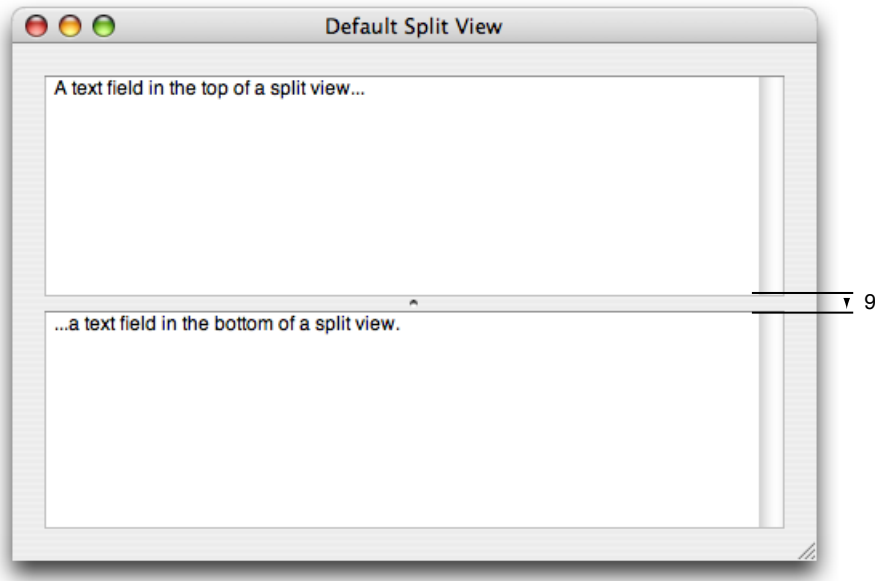 Default Split View
A text field in the top of a split view...
9
...a text field in the bottom of a split view.